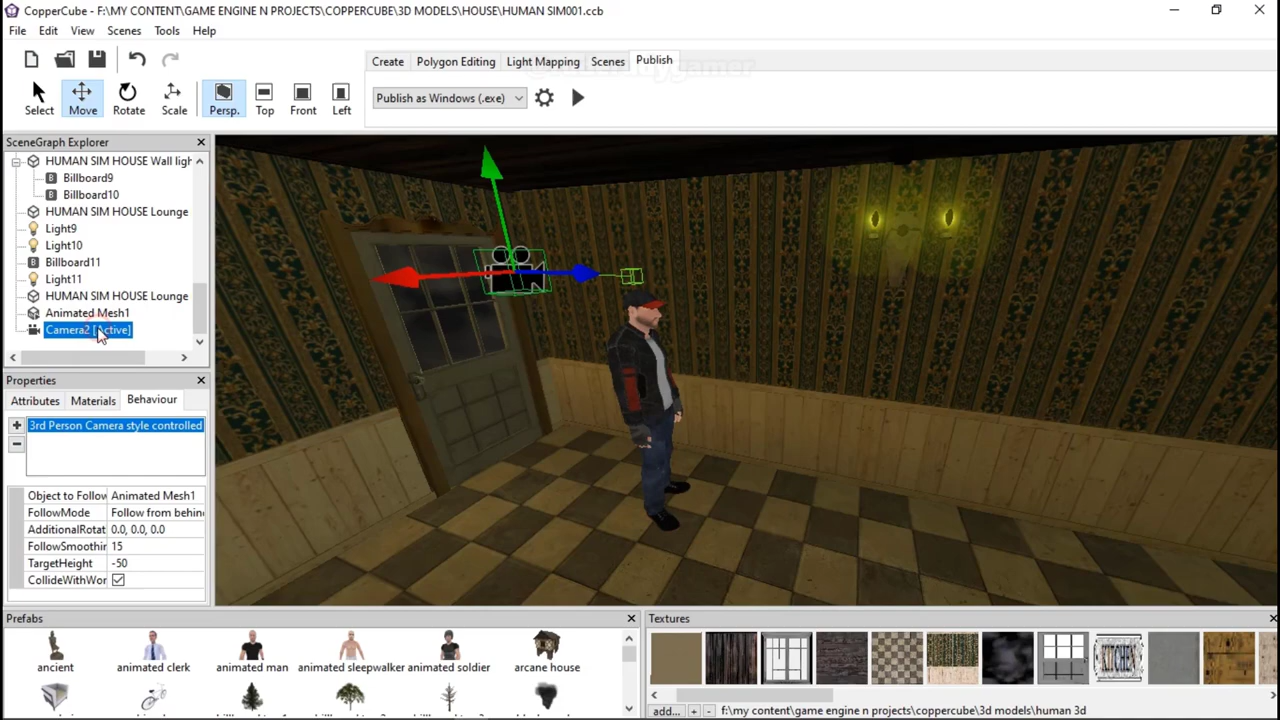 CopperCube - F:\MY CONTENT\GAME ENGINE N PROJECTS\COPPERCUBE\3D MODELS\HOUSE\HUMAN SIM001.ccb
File Edit View Scenes Tools Help
Create Polygon Editing Light Mapping Scenes Publish
Select Move Rotate Scale Persp. Top Front Left
Publish as Windows (.exe)
SceneGraph Explorer
HUMAN SIM HOUSE Wall ligh
Billboard9
Billboard10
HUMAN SIM HOUSE Lounge
Light9
Light10
Billboard11
Light11
HUMAN SIM HOUSE Lounge
Animated Mesh1
Camera2 [Active]
Properties
Attributes Materials Behaviour
3rd Person Camera style controlled
Object to Follow Animated Mesh1
FollowMode Follow from behind
AdditionalRotat 0.0, 0.0, 0.0
FollowSmoothin 15
TargetHeight -50
CollideWithWor
Prefabs
ancient animated clerk animated man animated sleepwalker animated soldier arcane house
Textures
KITCHEN
add... + - f:\my content\game engine n projects\coppercube\3d models\human 3d